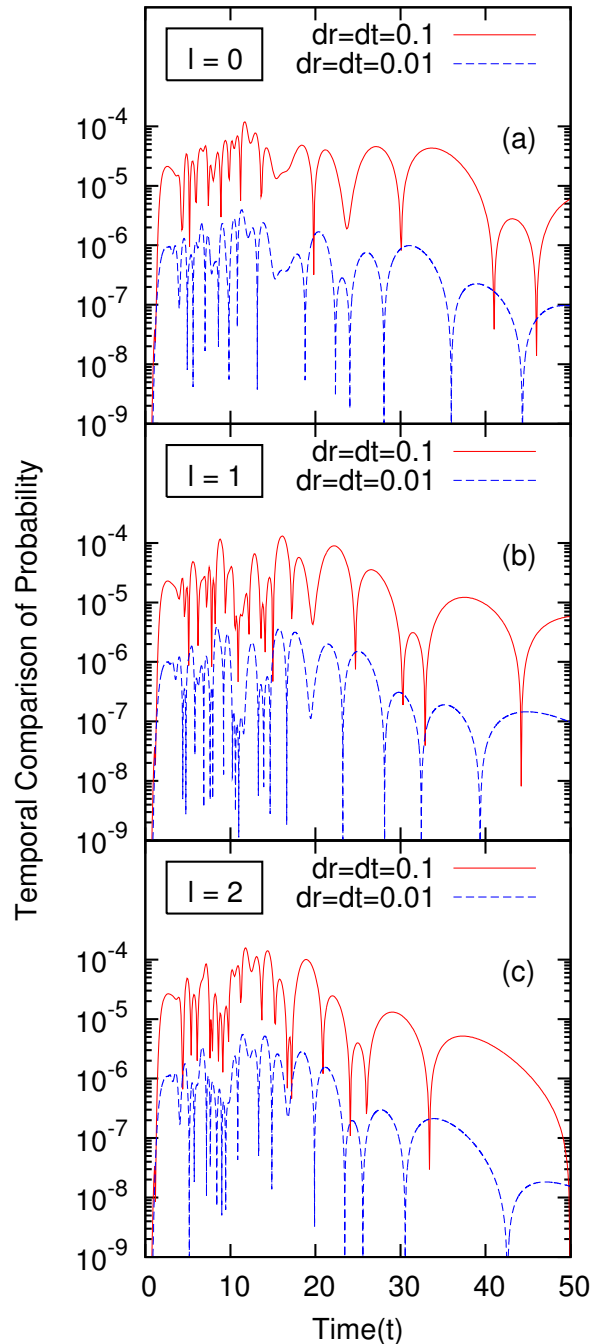 Temporal Comparison of Probability
l = 0
dr=dt=0.1
dr=dt=0.01
(a)
10-4
10-5
10-6
10-7
10-8
10-9
l = 1
dr=dt=0.1
dr=dt=0.01
(b)
10-4
10-5
10-6
10-7
10-8
10-9
l = 2
dr=dt=0.1
dr=dt=0.01
(c)
10-4
10-5
10-6
10-7
10-8
10-9
0 10 20 30 40 50
Time(t)